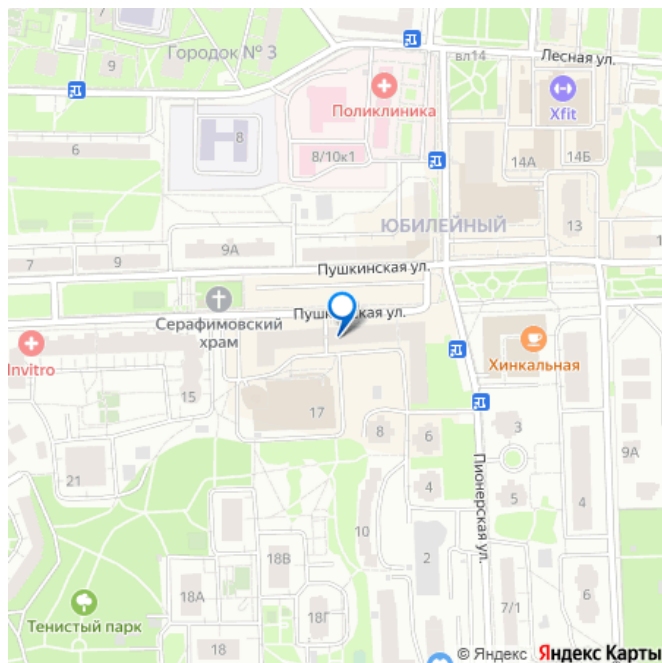 вл14
Лесная ул.
Городок № 3
9
Поликлиника
Xfit
8
6
8/10к1
14А
14Б
ЮБИЛЕЙНЫЙ
13
9А
7
9
1
Пушкинская ул.
Серафимовский
храм
Пушкинская ул.
Invitro
Хинкальная
15
17
8
6
3
9А
21
4
5
4
Пионерская ул.
10
2
18В
18А
18Г
7/1
6
Тенистый парк
18
© Яндекс
Яндекс Карты